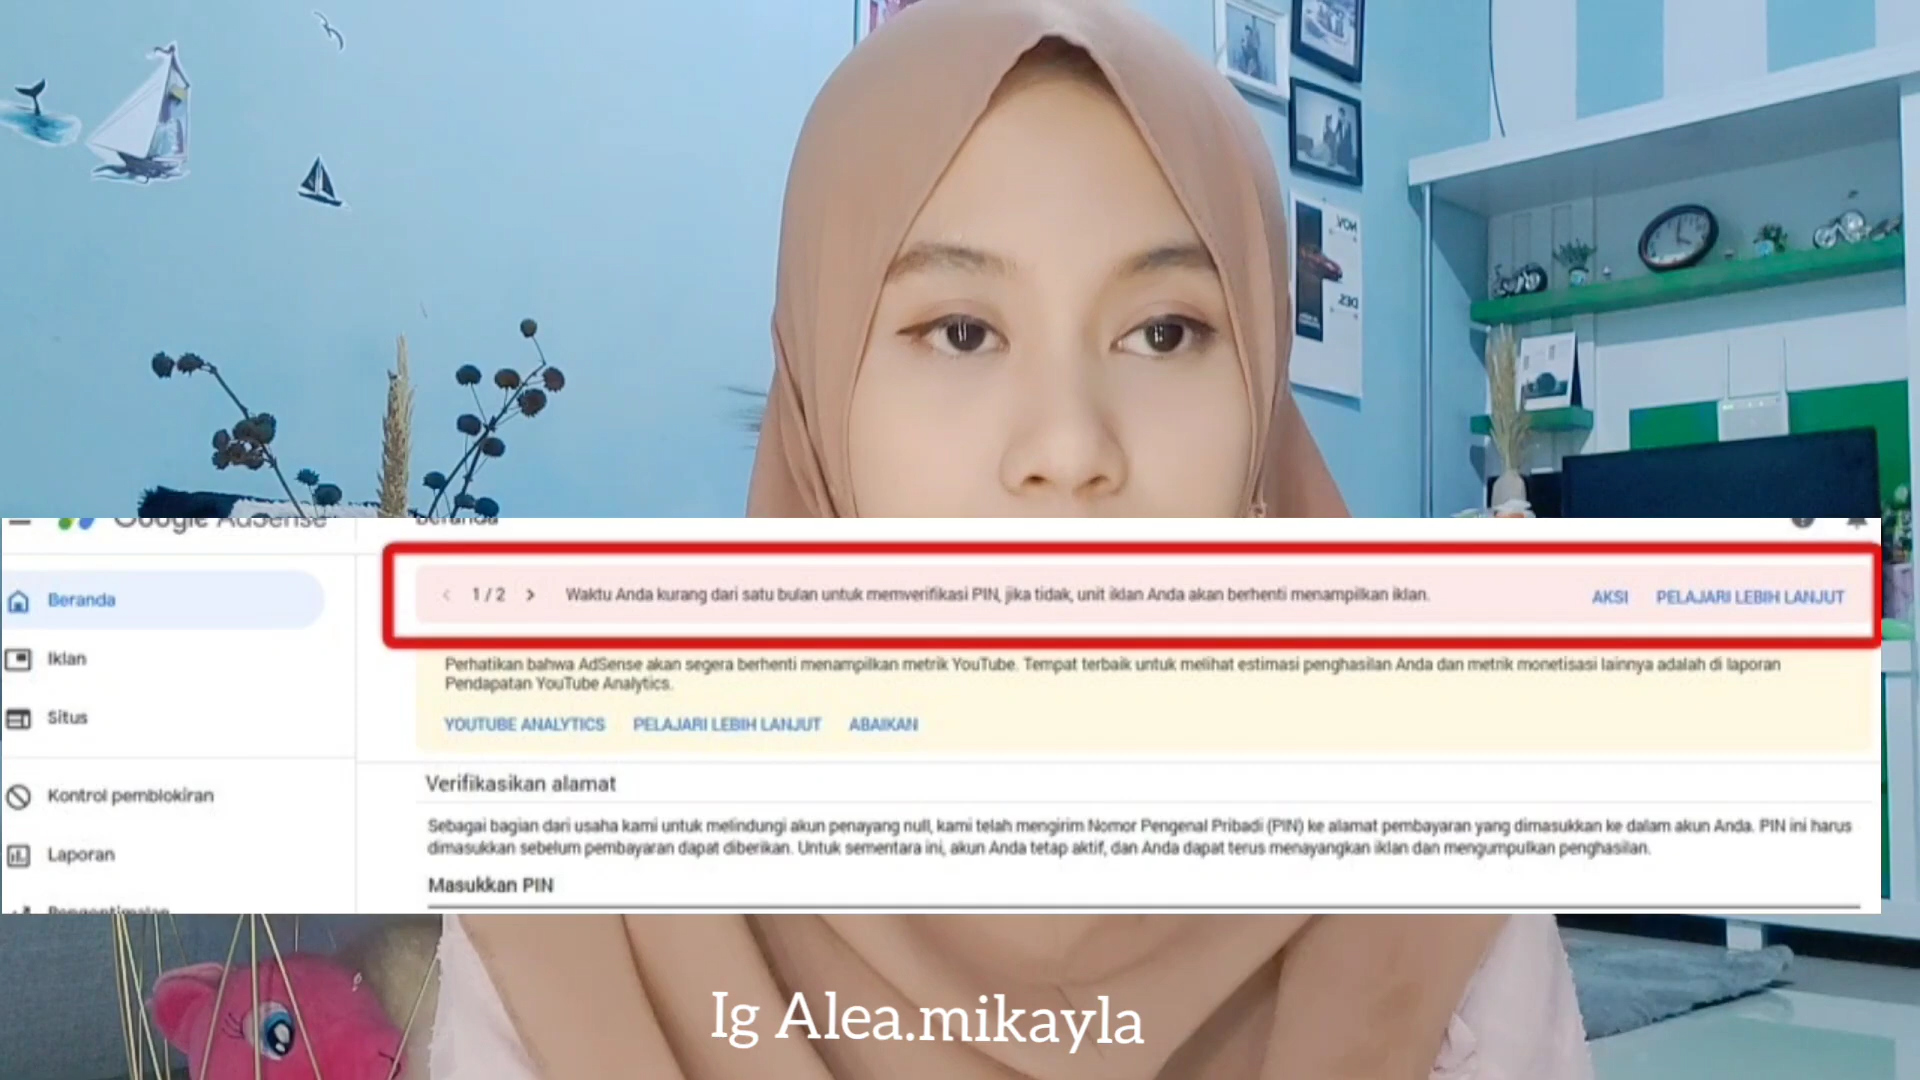 NOV
DES
Google AdSense
Beranda
Beranda
Iklan
Situs
Kontrol pemblokiran
Laporan
Pengoptimalan
1 / 2
Waktu Anda kurang dari satu bulan untuk memverifikasi PIN, jika tidak, unit iklan Anda akan berhenti menampilkan iklan.
AKSI PELAJARI LEBIH LANJUT
Perhatikan bahwa AdSense akan segera berhenti menampilkan metrik YouTube. Tempat terbaik untuk melihat estimasi penghasilan Anda dan metrik monetisasi lainnya adalah di laporan
Pendapatan YouTube Analytics.
YOUTUBE ANALYTICS PELAJARI LEBIH LANJUT ABAIKAN
Verifikasikan alamat
Sebagai bagian dari usaha kami untuk melindungi akun penayang null, kami telah mengirim Nomor Pengenal Pribadi (PIN) ke alamat pembayaran yang dimasukkan ke dalam akun Anda. PIN ini harus
dimasukkan sebelum pembayaran dapat diberikan. Untuk sementara ini, akun Anda tetap aktif, dan Anda dapat terus menayangkan iklan dan mengumpulkan penghasilan.
Masukkan PIN
Ig Alea.mikayla